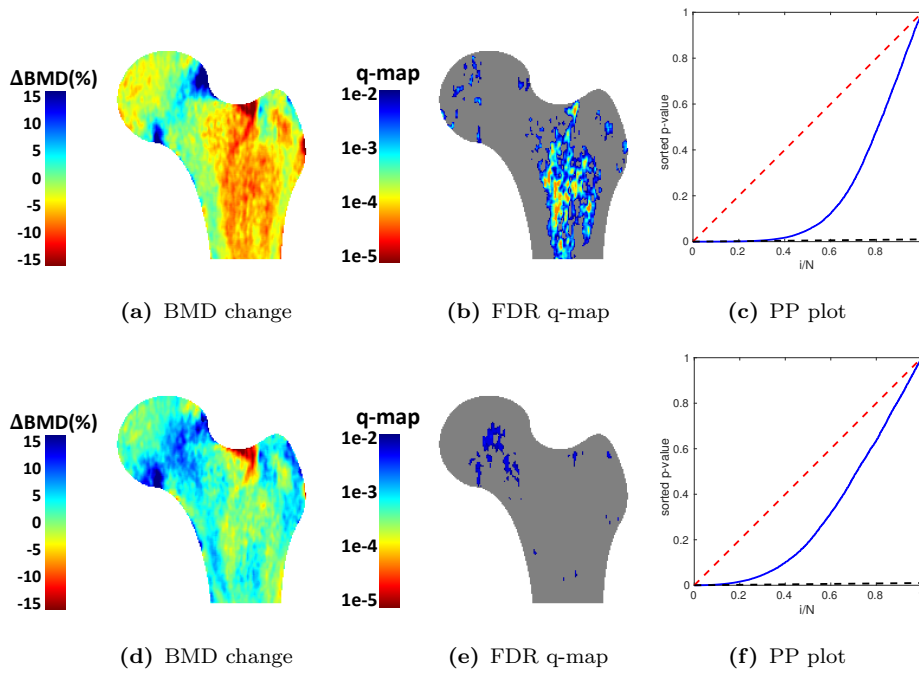 ΔBMD(%)
15
10
5
0
-5
-10
-15
q-map
1e-2
1e-3
1e-4
1e-5
1
0.8
0.6
0.4
0.2
0
sorted p-value
0 0.2 0.4 0.6 0.8 1
i/N
(a) BMD change
(b) FDR q-map
(c) PP plot
ΔBMD(%)
15
10
5
0
-5
-10
-15
q-map
1e-2
1e-3
1e-4
1e-5
1
0.8
0.6
0.4
0.2
0
sorted p-value
0 0.2 0.4 0.6 0.8 1
i/N
(d) BMD change
(e) FDR q-map
(f) PP plot